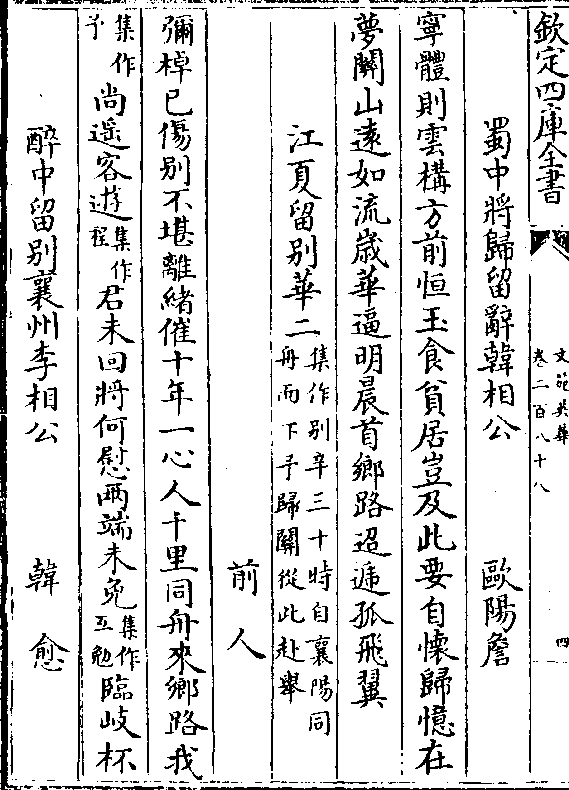 欽定四庫全書
文苑英華
卷二百八十八
四
蜀中將歸留辭韓相公 歐陽詹
寧體則雲構方前恒玉食貧居豈及此要自懷歸憶在
夢關山遠如流歲華逼明晨首鄉路迢遞孤飛翼
江夏留别華二集作别辛三十時自襄陽同舟而下予歸關從此赴舉
前人
彌棹已傷别不堪離緒催十年一心人千里同舟來鄉路我
集作予尚遥客遊集作程君未回將何慰兩端未免集作互勉臨岐杯
醉中留别襄州李相公 韓愈